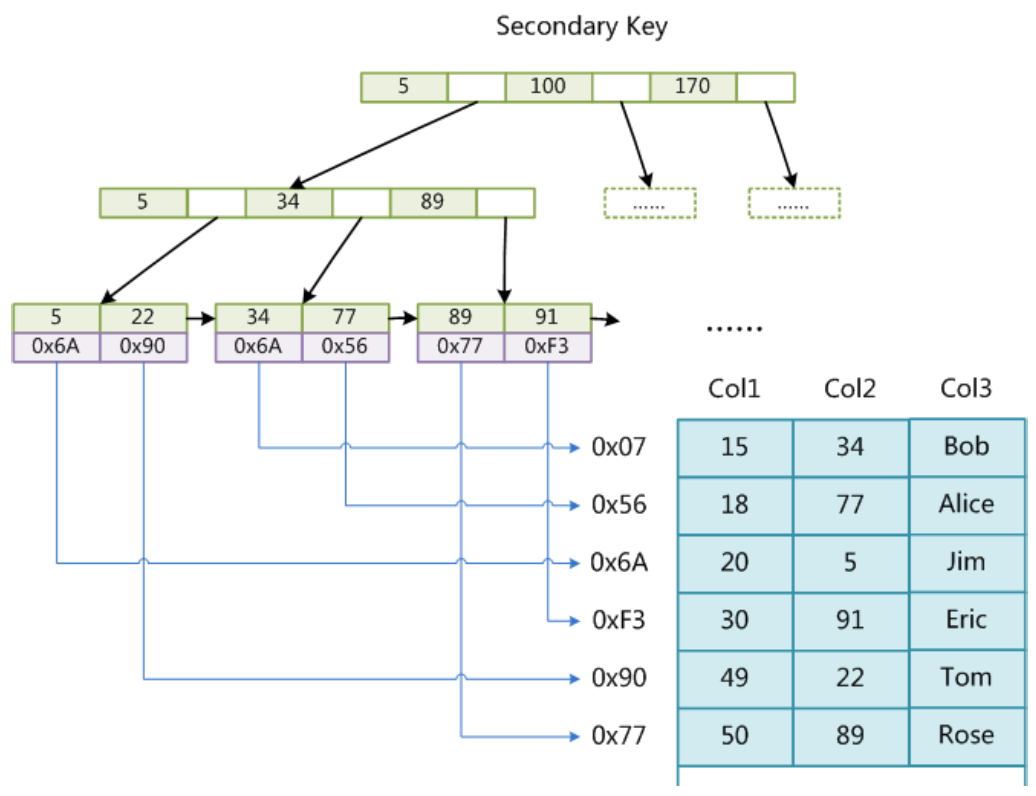 Secondary Key
5 100 170
5 34 89
...... ......
5 22 34 77 89 91
0x6A 0x90 0x6A 0x56 0x77 0xF3
......
Col1 Col2 Col3
0x07 15 34 Bob
0x56 18 77 Alice
0x6A 20 5 Jim
0xF3 30 91 Eric
0x90 49 22 Tom
0x77 50 89 Rose